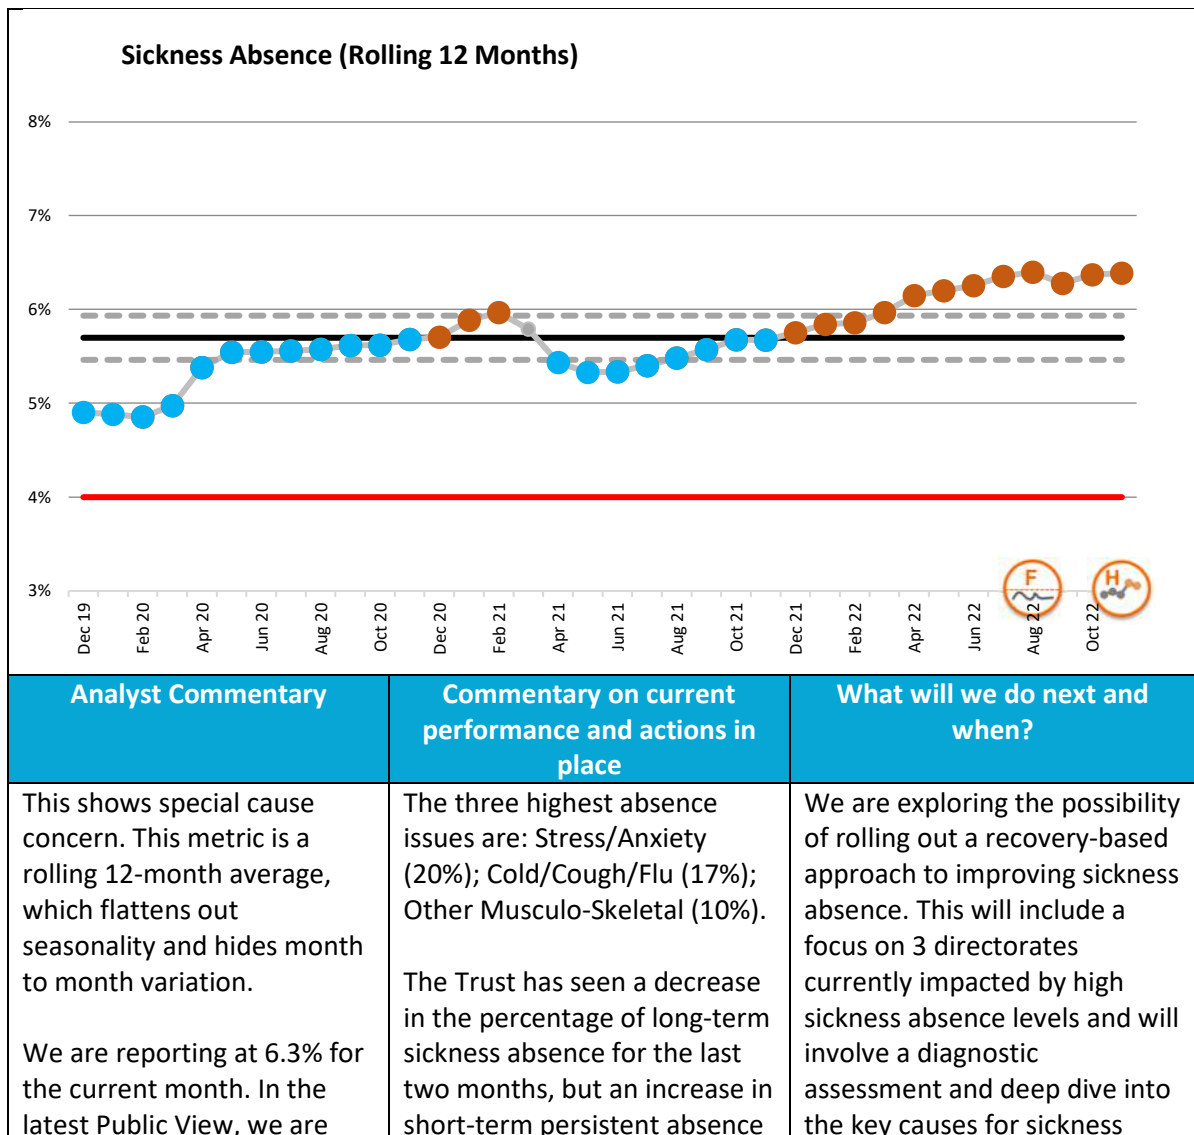 Sickness Absence (Rolling 12 Months)
8%
7%
6%
5%
4%
3%
F
H
Dec 19
Feb 20
Apr 20
Jun 20
Aug 20
Oct 20
Dec 20
Feb 21
Apr 21
Jun 21
Aug 21
Oct 21
Dec 21
Feb 22
Apr 22
Jun 22
Aug 22
Oct 22
Analyst Commentary
This shows special cause
concern. This metric is a
rolling 12-month average,
which flattens out
seasonality and hides month
to month variation.
We are reporting at 6.3% for
the current month. In the
latest Public View, we are
Commentary on current
performance and actions in
place
The three highest absence
issues are: Stress/Anxiety
(20%); Cold/Cough/Flu (17%);
Other Musculo-Skeletal (10%).
The Trust has seen a decrease
in the percentage of long-term
sickness absence for the last
two months, but an increase in
short-term persistent absence
What will we do next and
when?
We are exploring the possibility
of rolling out a recovery-based
approach to improving sickness
absence. This will include a
focus on 3 directorates
currently impacted by high
sickness absence levels and will
involve a diagnostic
assessment and deep dive into
the key causes for sickness